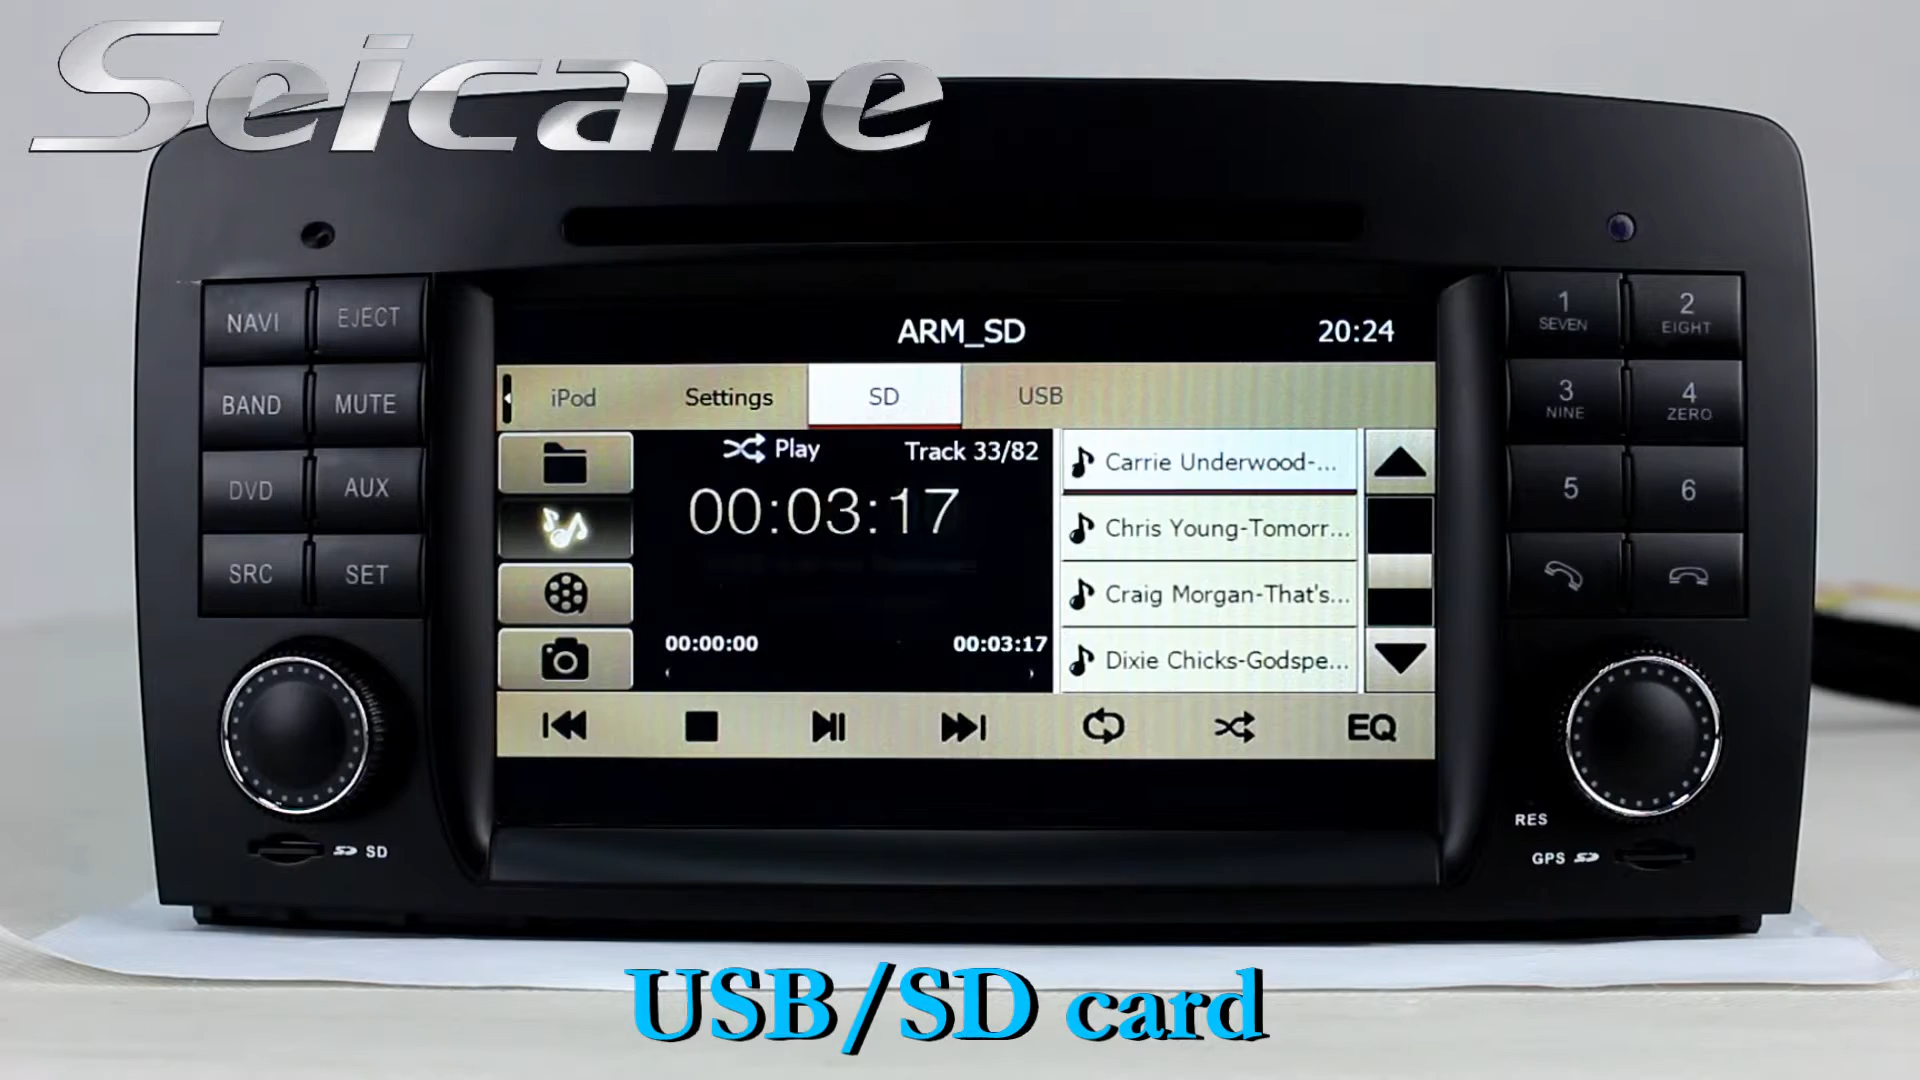 Seicane
ARM_SD
20:24
NAVI
EJECT
BAND
MUTE
DVD
AUX
SRC
SET
iPod
Settings
SD
USB
Play
Track 33/82
00:03:17
00:00:00
00:03:17
Carrie Underwood-...
Chris Young-Tomorr...
Craig Morgan-That's...
Dixie Chicks-Godspe...
EQ
1
SEVEN
2
EIGHT
3
NINE
4
ZERO
5
6
SD
RES
GPS
USB/SD card